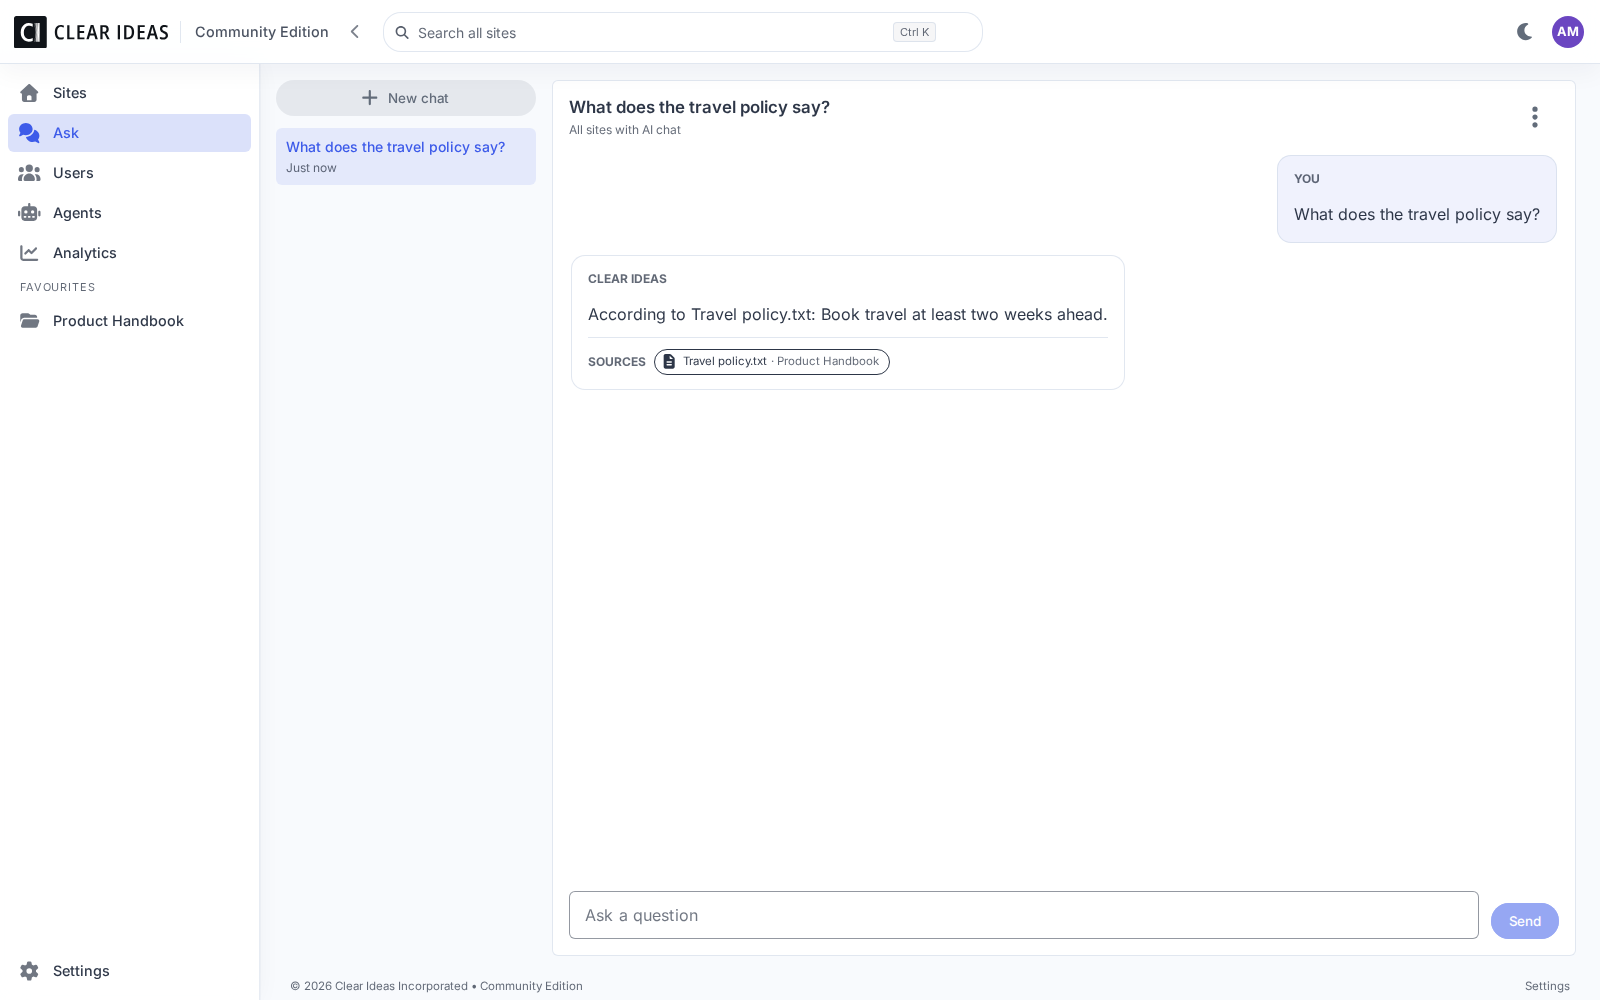 CI CLEAR IDEAS
Community Edition
Search all sites
Ctrl K
AM
Sites
Ask
Users
Agents
Analytics
FAVOURITES
Product Handbook
Settings
New chat
What does the travel policy say?
Just now
What does the travel policy say?
All sites with AI chat
YOU
What does the travel policy say?
CLEAR IDEAS
According to Travel policy.txt: Book travel at least two weeks ahead.
SOURCES Travel policy.txt · Product Handbook
Ask a question
Send
© 2026 Clear Ideas Incorporated • Community Edition
Settings